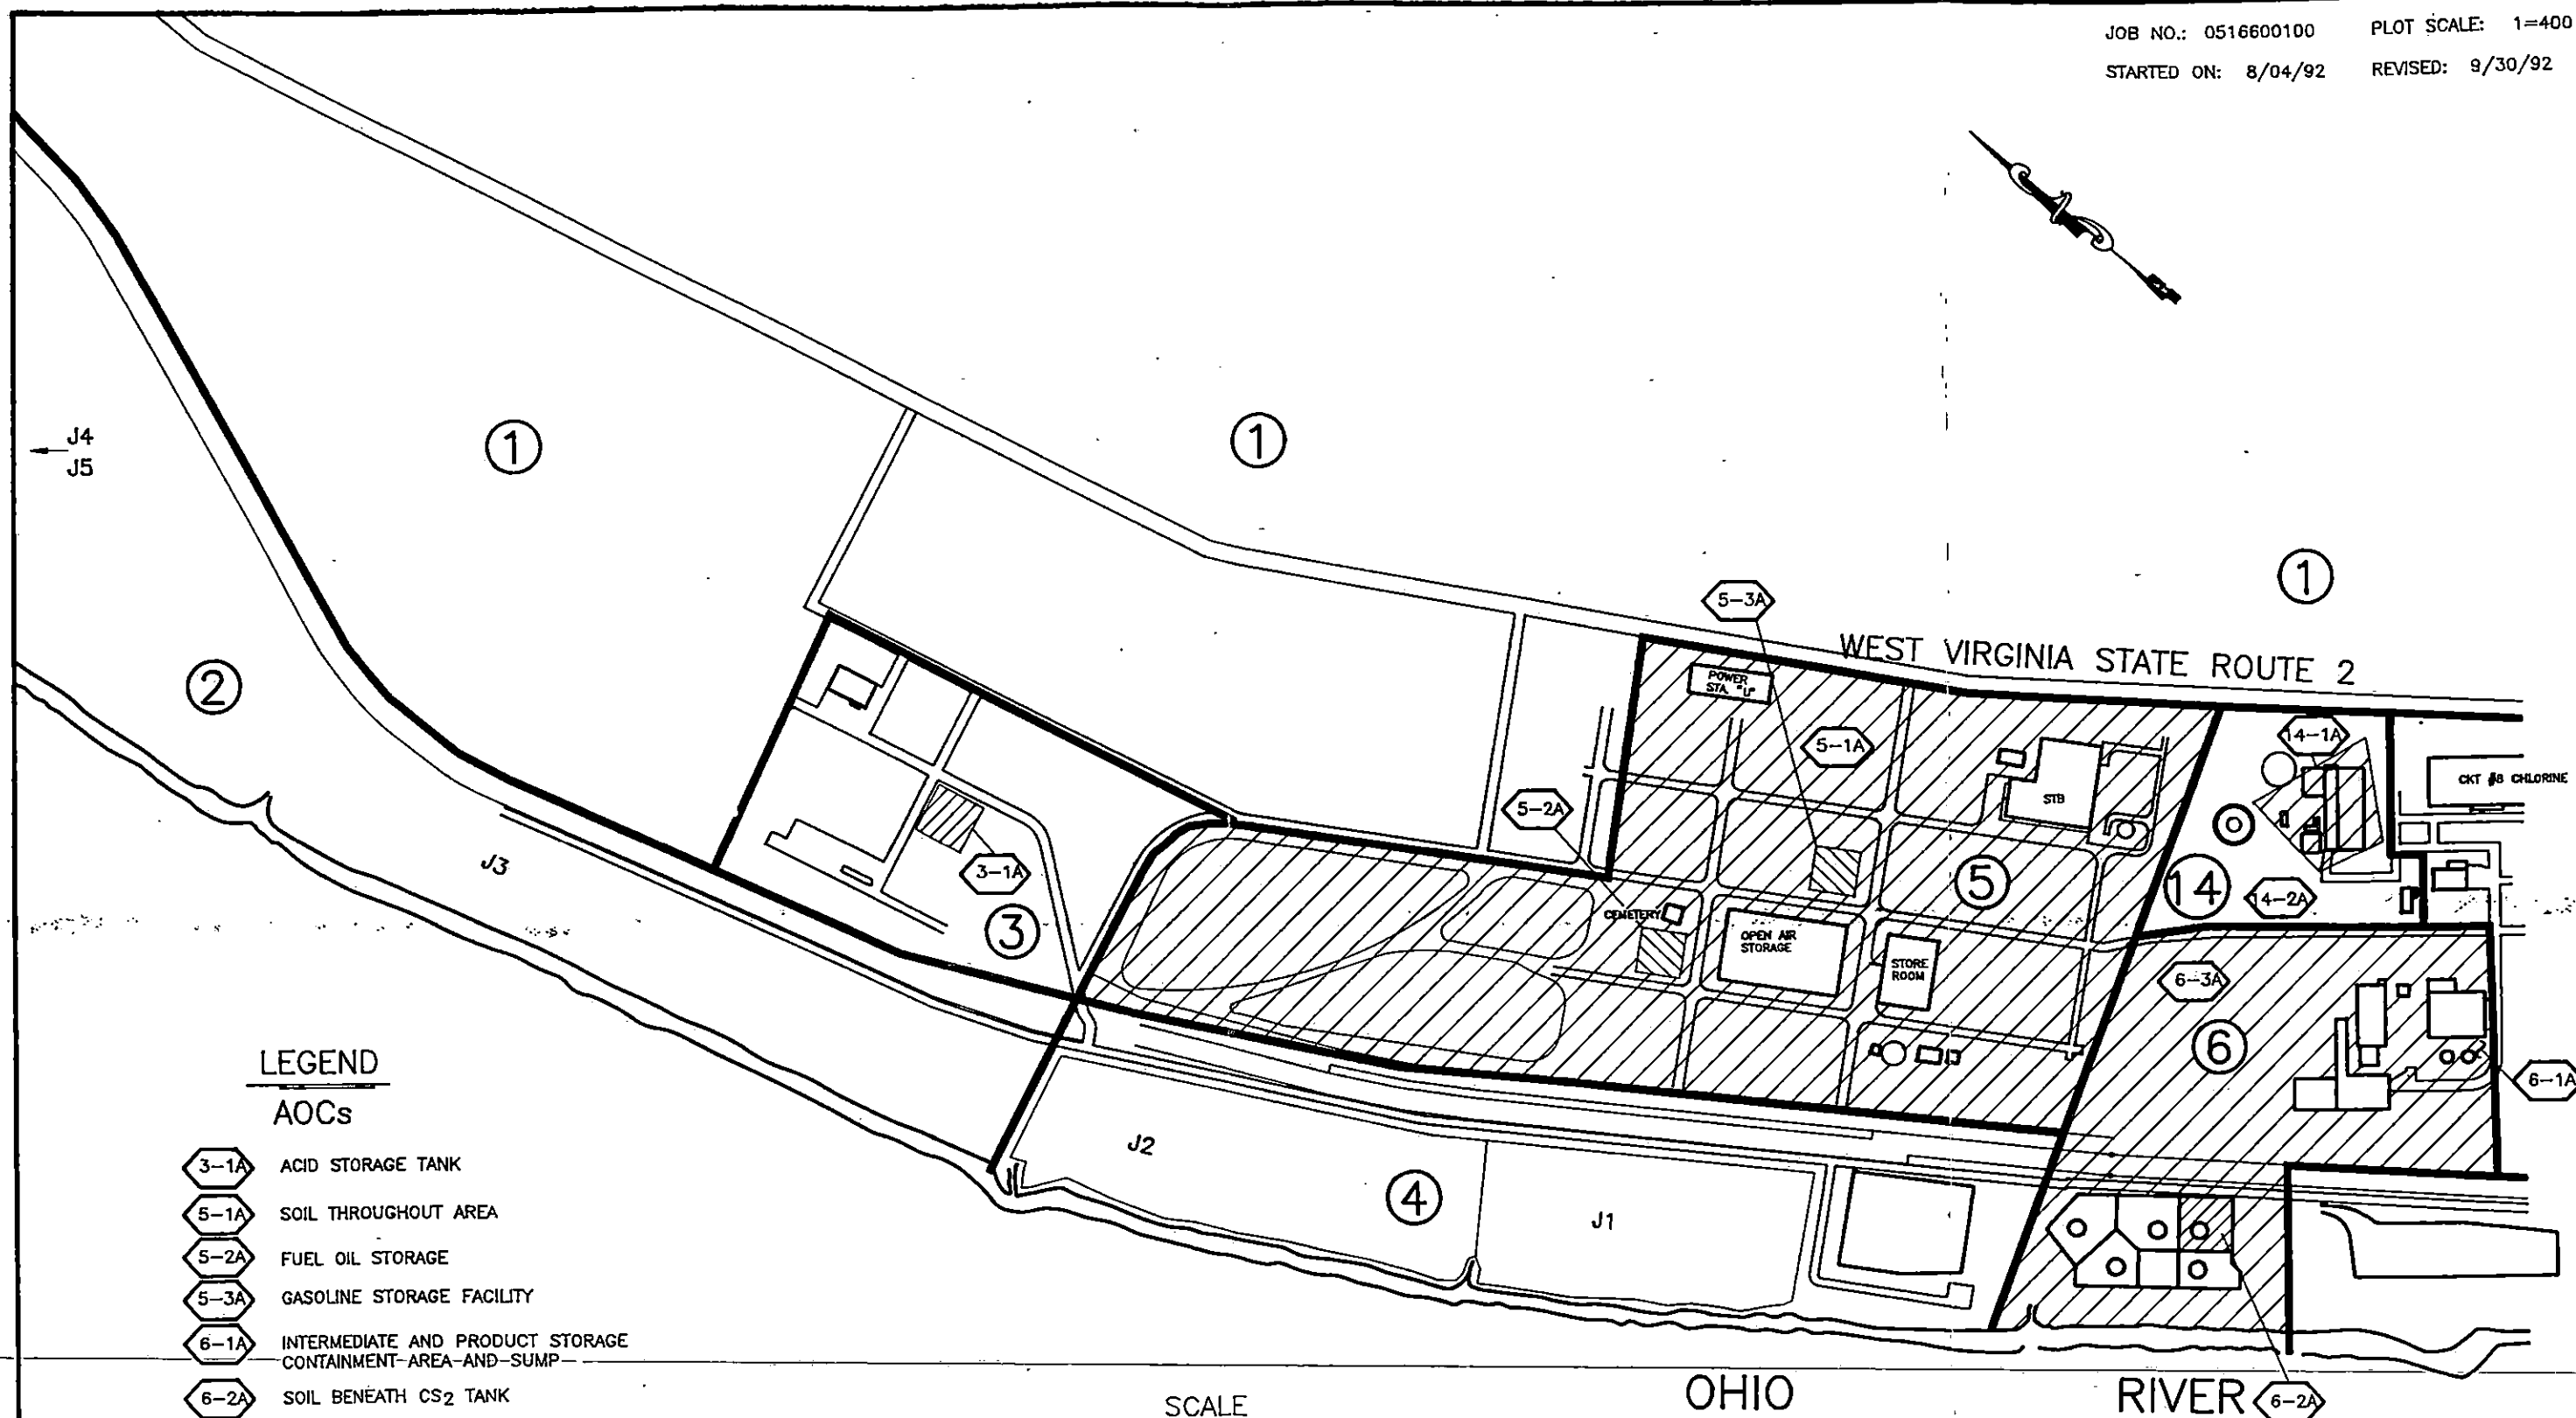 JOB NO.: 0516600100 PLOT SCALE: 1=400
STARTED ON: 8/04/92 REVISED: 9/30/92
J4
J5
1
1
1
2
5-3A
WEST VIRGINIA STATE ROUTE 2
POWER
STA. "U"
5-1A
14-1A
CKT #8 CHLORINE
STB
5-2A
J3
3-1A
3
5
14
14-2A
CEMETERY
OPEN AIR
STORAGE
STORE
ROOM
6-3A
6
6-1A
J2
4
J1
LEGEND
AOCs
3-1A ACID STORAGE TANK
5-1A SOIL THROUGHOUT AREA
5-2A FUEL OIL STORAGE
5-3A GASOLINE STORAGE FACILITY
6-1A INTERMEDIATE AND PRODUCT STORAGE
CONTAINMENT AREA AND SUMP
6-2A SOIL BENEATH CS2 TANK
SCALE
OHIO RIVER
6-2A